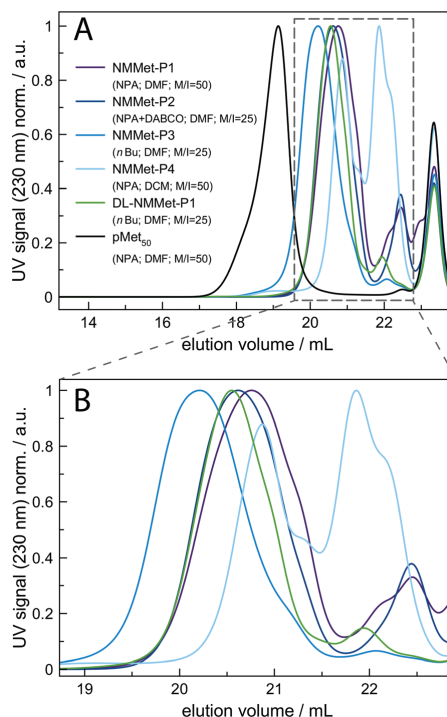 A
UV signal (230 nm) norm. / a.u.
1
0.8
0.6
0.4
0.2
0
NMMet-P1
(NPA; DMF; M/I=50)
NMMet-P2
(NPA+DABCO; DMF; M/I=25)
NMMet-P3
(n Bu; DMF; M/I=25)
NMMet-P4
(NPA; DCM; M/I=50)
DL-NMMet-P1
(n Bu; DMF; M/I=25)
pMet50
(NPA; DMF; M/I=50)
14 16 18 20 22
elution volume / mL
B
UV signal (230 nm) norm. / a.u.
1
0.8
0.6
0.4
0.2
0
19 20 21 22
elution volume / mL